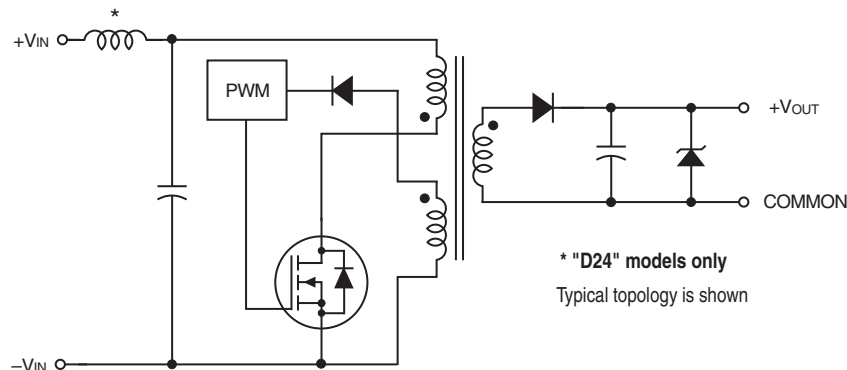 *
+VIN
PWM
+VOUT
COMMON
* "D24" models only
Typical topology is shown
–VIN